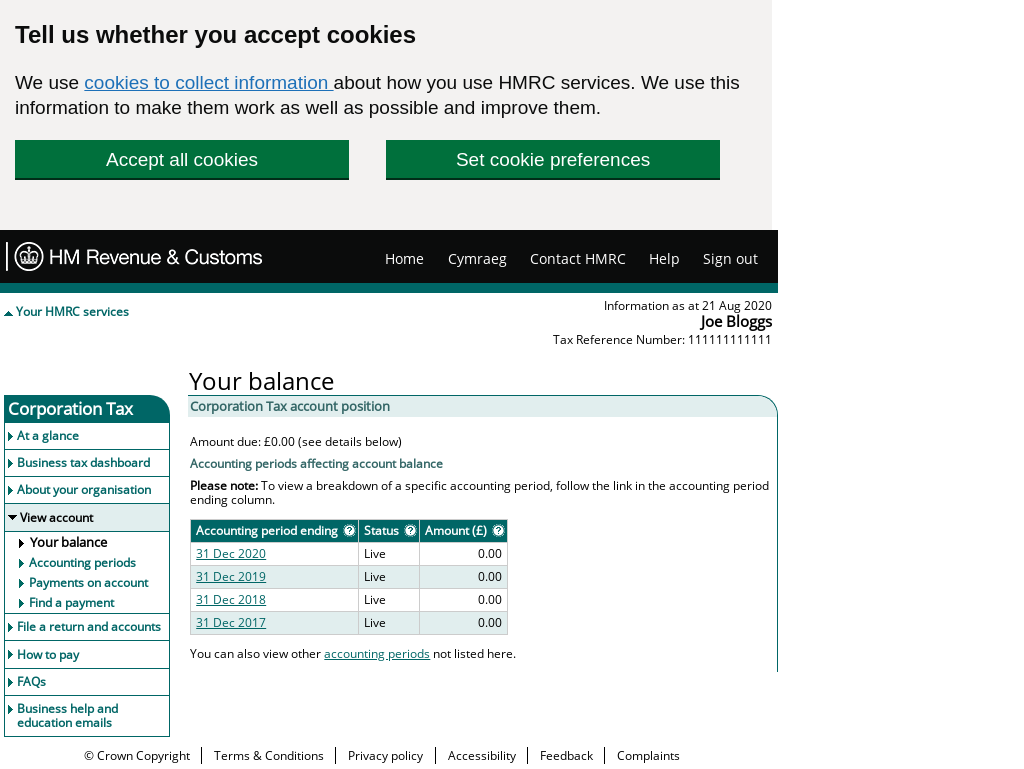 Tell us whether you accept cookies
We use cookies to collect information about how you use HMRC services. We use this
information to make them work as well as possible and improve them.
Accept all cookies
Set cookie preferences
HM Revenue & Customs
Home
Cymraeg
Contact HMRC
Help
Sign out
Your HMRC services
Information as at 21 Aug 2020
Joe Bloggs
Tax Reference Number: 111111111111
Corporation Tax
At a glance
Business tax dashboard
About your organisation
View account
Your balance
Accounting periods
Payments on account
Find a payment
File a return and accounts
How to pay
FAQs
Business help and
education emails
Your balance
Corporation Tax account position
Amount due: £0.00 (see details below)
Accounting periods affecting account balance
Please note: To view a breakdown of a specific accounting period, follow the link in the accounting period
ending column.
Accounting period ending ? Status ? Amount (£) ?
31 Dec 2020 Live 0.00
31 Dec 2019 Live 0.00
31 Dec 2018 Live 0.00
31 Dec 2017 Live 0.00
You can also view other accounting periods not listed here.
© Crown Copyright
Terms & Conditions
Privacy policy
Accessibility
Feedback
Complaints